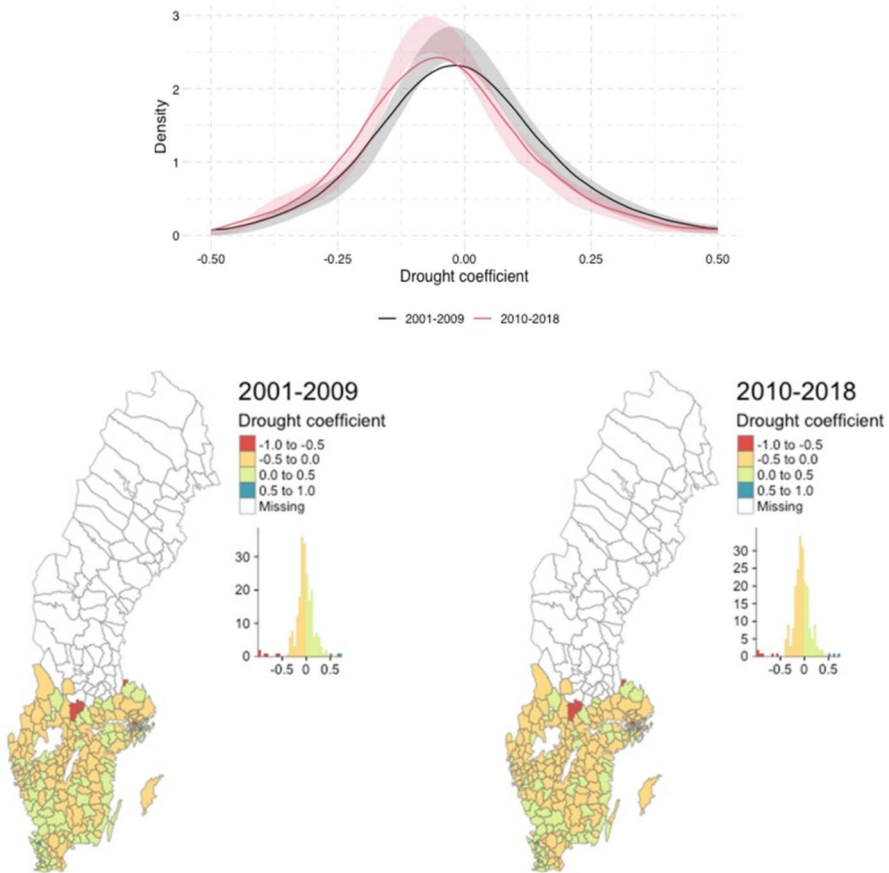 3
2
1
0
Density
-0.50
-0.25
0.00
0.25
0.50
Drought coefficient
2001-2009
2010-2018
2001-2009
Drought coefficient
-1.0 to -0.5
-0.5 to 0.0
0.0 to 0.5
0.5 to 1.0
Missing
30
20
10
0
-0.5 0 0.5
2010-2018
Drought coefficient
-1.0 to -0.5
-0.5 to 0.0
0.0 to 0.5
0.5 to 1.0
Missing
30
25
20
15
10
5
0
-0.5 0 0.5